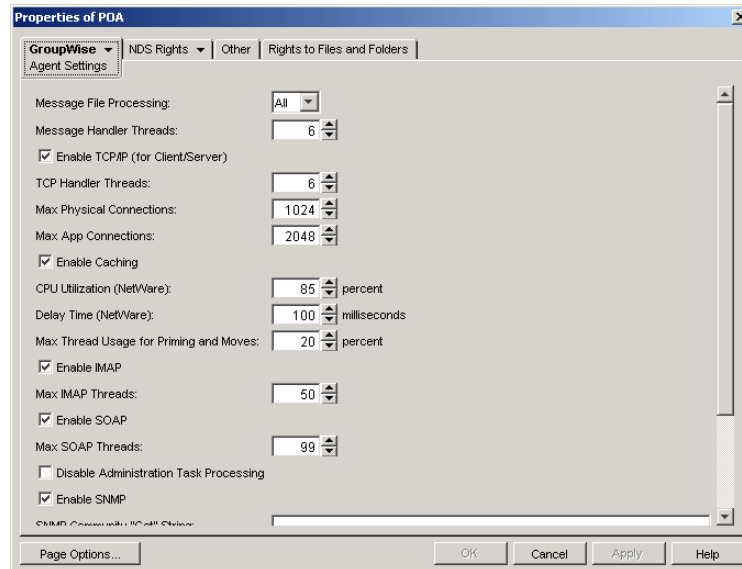 Properties of POA
GroupWise NDS Rights Other Rights to Files and Folders
Agent Settings
Message File Processing: All
Message Handler Threads: 6
Enable TCP/IP (for Client/Server)
TCP Handler Threads: 6
Max Physical Connections: 1024
Max App Connections: 2048
Enable Caching
CPU Utilization (NetWare): 85 percent
Delay Time (NetWare): 100 milliseconds
Max Thread Usage for Priming and Moves: 20 percent
Enable IMAP
Max IMAP Threads: 50
Enable SOAP
Max SOAP Threads: 99
Disable Administration Task Processing
Enable SNMP
SNMP Community "Get" String:
Page Options... OK Cancel Apply Help